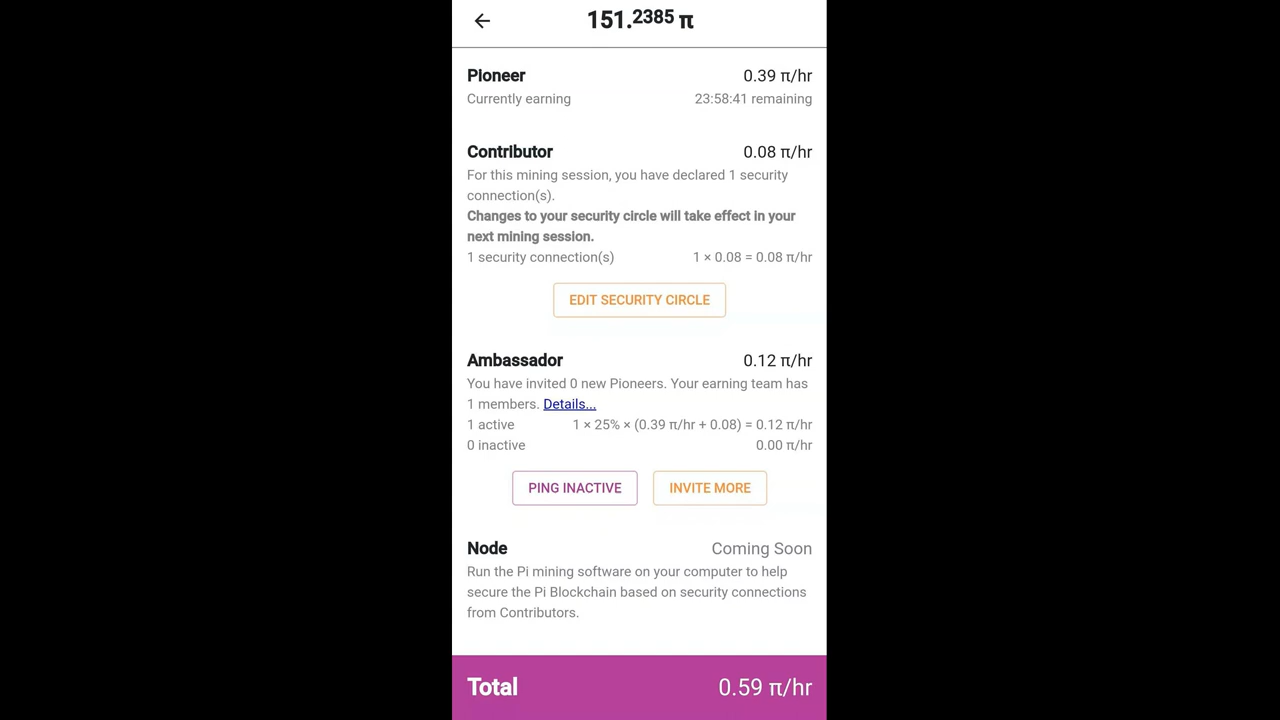 151.2385 π
Pioneer 0.39 π/hr
Currently earning 23:58:41 remaining
Contributor 0.08 π/hr
For this mining session, you have declared 1 security
connection(s).
Changes to your security circle will take effect in your
next mining session.
1 security connection(s) 1 × 0.08 = 0.08 π/hr
EDIT SECURITY CIRCLE
Ambassador 0.12 π/hr
You have invited 0 new Pioneers. Your earning team has
1 members. Details...
1 active 1 × 25% × (0.39 π/hr + 0.08) = 0.12 π/hr
0 inactive 0.00 π/hr
PING INACTIVE INVITE MORE
Node Coming Soon
Run the Pi mining software on your computer to help
secure the Pi Blockchain based on security connections
from Contributors.
Total 0.59 π/hr